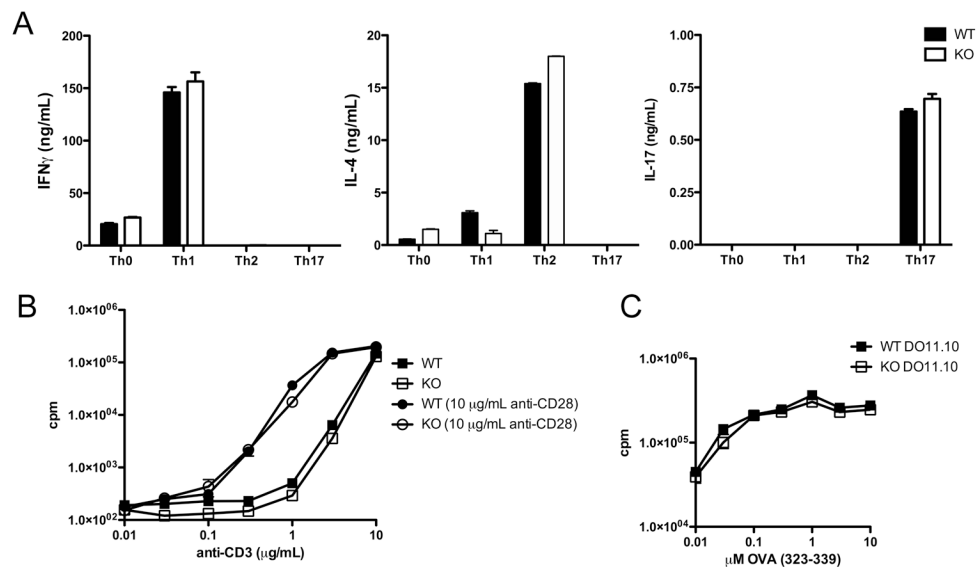 A
IFNγ (ng/mL)
200
150
100
50
0
Th0 Th1 Th2 Th17
IL-4 (ng/mL)
20
15
10
5
0
Th0 Th1 Th2 Th17
IL-17 (ng/mL)
1.00
0.75
0.50
0.25
0.00
Th0 Th1 Th2 Th17
WT
KO
B
cpm
1.0×10^06
1.0×10^05
1.0×10^04
1.0×10^03
1.0×10^02
0.01 0.1 1 10
anti-CD3 (μg/mL)
WT
KO
WT (10 μg/mL anti-CD28)
KO (10 μg/mL anti-CD28)
C
WT DO11.10
KO DO11.10
cpm
1.0×10^06
1.0×10^05
1.0×10^04
0.01 0.1 1 10
μM OVA (323-339)